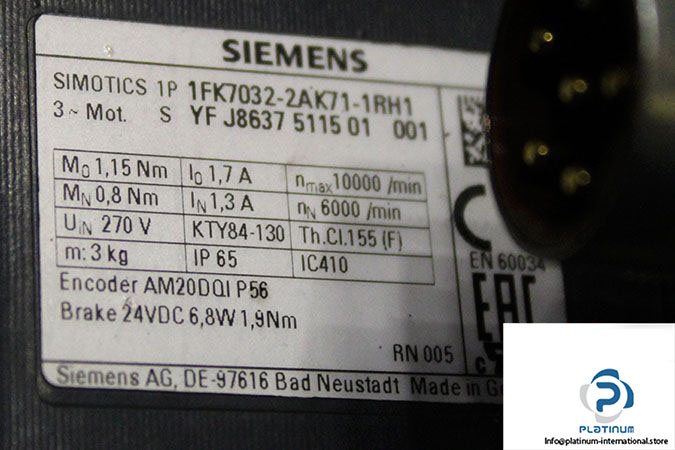 SIEMENS
SIMOTICS 1P 1FK7032-2AK71-1RH1
3~ Mot. S YF J8637 5115 01 001
M0 1,15 Nm I0 1,7 A nmax 10000 /min
MN 0,8 Nm IN 1,3 A nN 6000 /min
UIN 270 V KTY84-130 Th.Cl.155 (F)
m: 3 kg IP 65 IC410
EN 60034
Encoder AM20DQI P56
Brake 24VDC 6,8W 1,9Nm
EAC
RN 005
Siemens AG, DE-97616 Bad Neustadt Made in
PLATINUM
Info@platinum-international.store